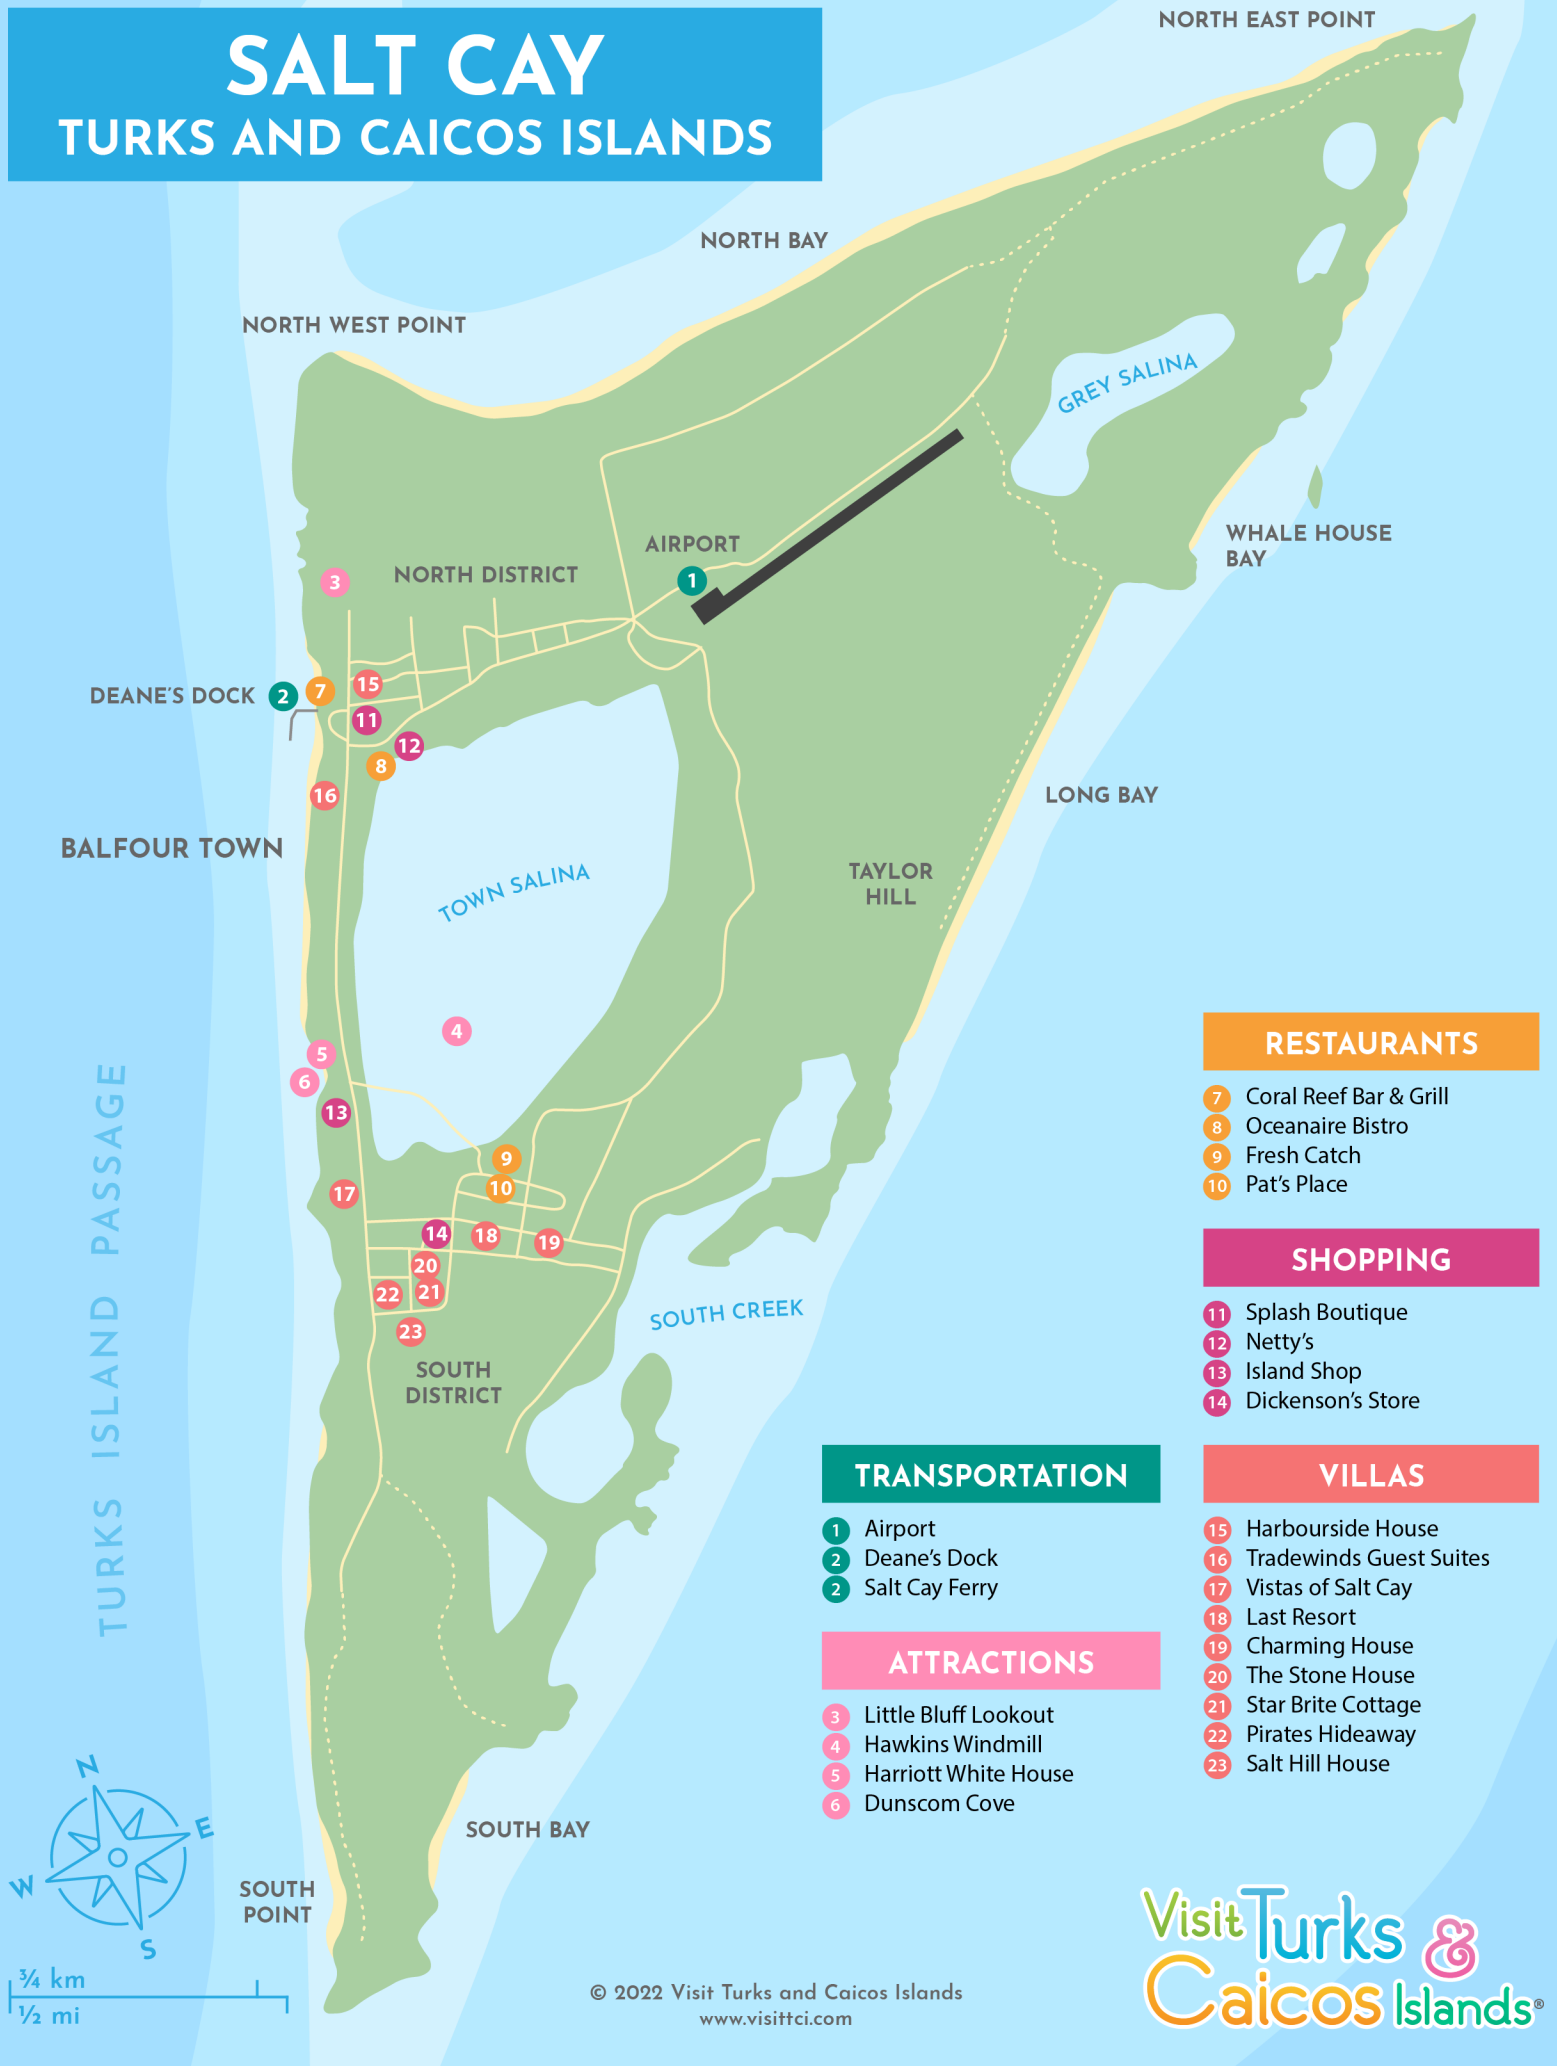 SALT CAY
TURKS AND CAICOS ISLANDS
NORTH EAST POINT
NORTH BAY
NORTH WEST POINT
GREY SALINA
WHALE HOUSE
BAY
AIRPORT
1
3
NORTH DISTRICT
DEANE'S DOCK
2
7
15
11
12
8
16
BALFOUR TOWN
LONG BAY
TAYLOR
HILL
TOWN SALINA
4
5
6
13
9
10
17
14
18
19
20
21
22
23
SOUTH
DISTRICT
SOUTH CREEK
TURKS ISLAND PASSAGE
SOUTH BAY
SOUTH
POINT
N
E
W
S
¾ km
½ mi
RESTAURANTS
7 Coral Reef Bar & Grill
8 Oceanaire Bistro
9 Fresh Catch
10 Pat's Place
SHOPPING
11 Splash Boutique
12 Netty's
13 Island Shop
14 Dickenson's Store
TRANSPORTATION
1 Airport
2 Deane's Dock
2 Salt Cay Ferry
ATTRACTIONS
3 Little Bluff Lookout
4 Hawkins Windmill
5 Harriott White House
6 Dunscom Cove
VILLAS
15 Harbourside House
16 Tradewinds Guest Suites
17 Vistas of Salt Cay
18 Last Resort
19 Charming House
20 The Stone House
21 Star Brite Cottage
22 Pirates Hideaway
23 Salt Hill House
© 2022 Visit Turks and Caicos Islands
www.visittci.com
Visit Turks &
Caicos Islands®